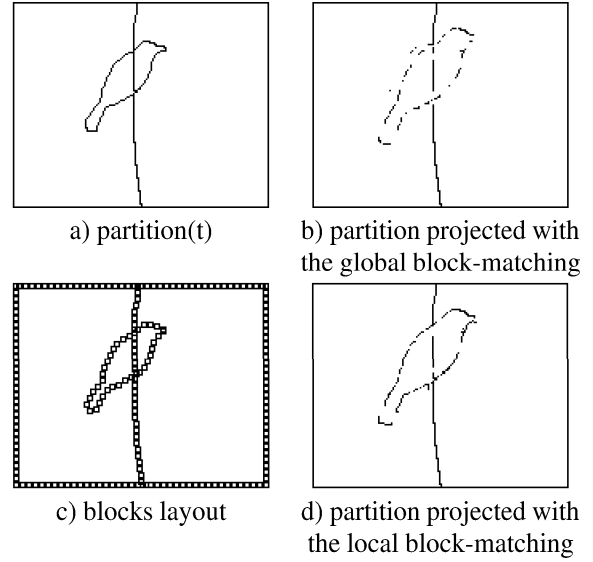 a) partition(t)
b) partition projected with
the global block-matching
c) blocks layout
d) partition projected with
the local block-matching